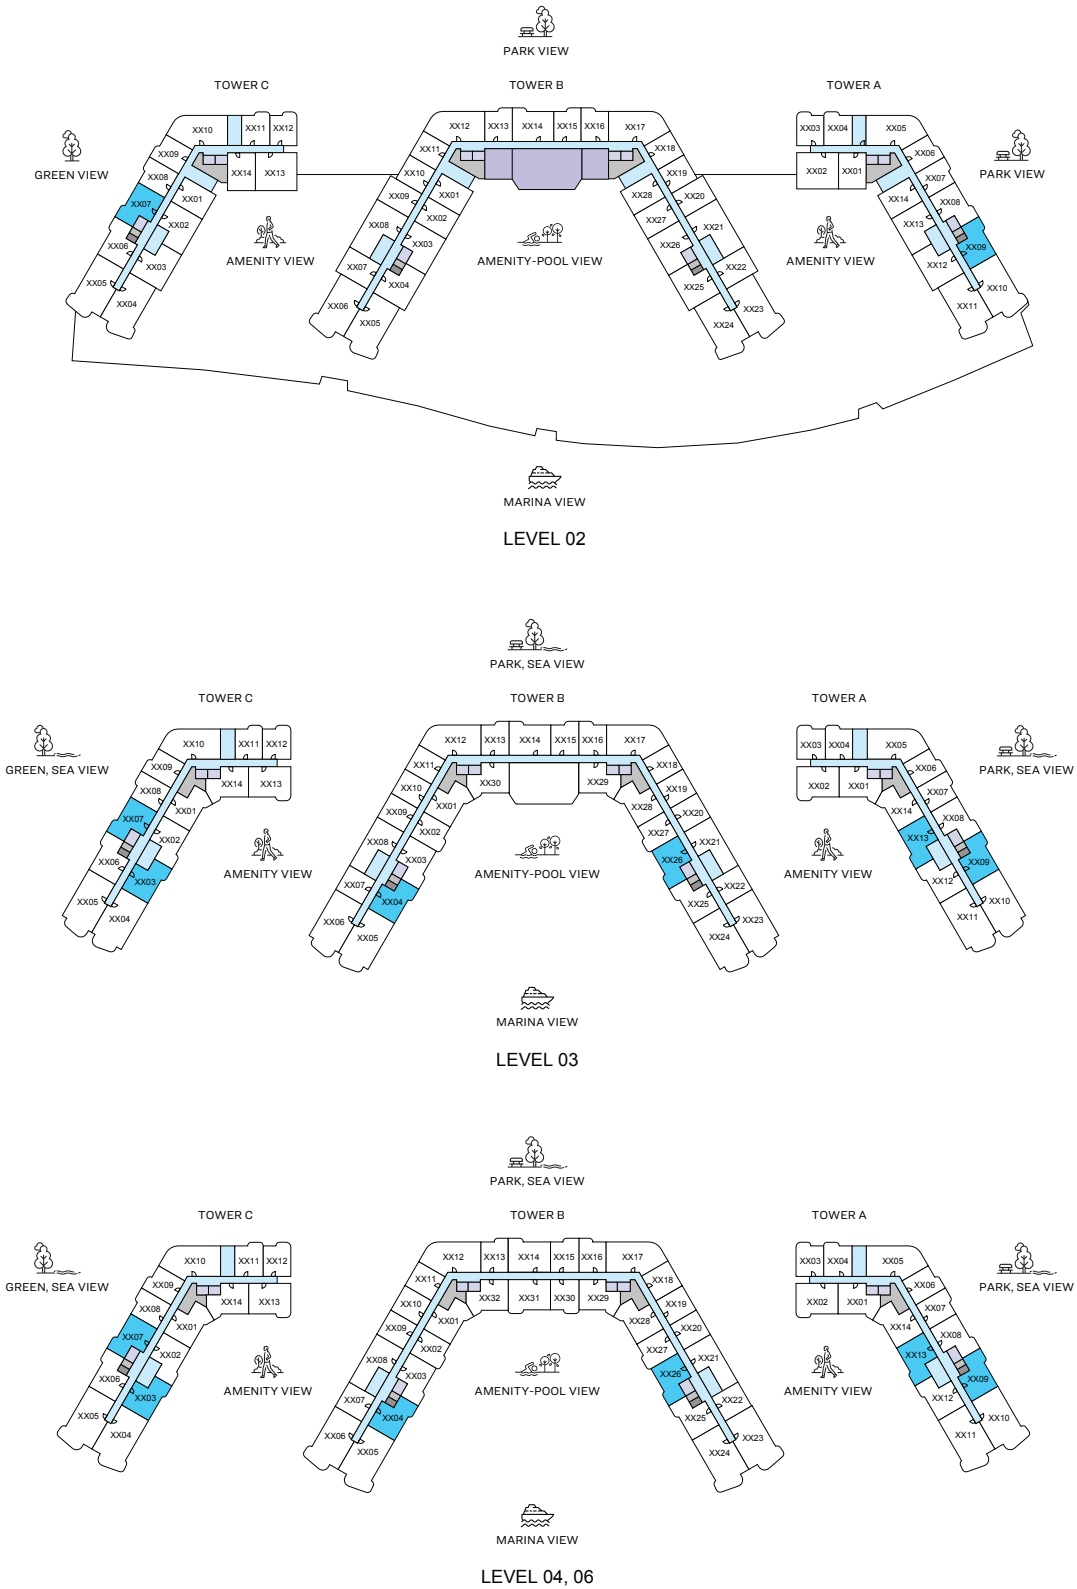 PARK VIEW
TOWER C
TOWER B
TOWER A
XX10 XX11 XX12
XX12 XX13 XX14 XX15 XX16 XX17
XX03 XX04 XX05
XX09
XX11
XX18
XX06
GREEN VIEW
XX08
XX14 XX13
XX10
XX19
XX02 XX01
XX07
PARK VIEW
XX07
XX01
XX09
XX01
XX28
XX20
XX14
XX08
XX02
XX08
XX02
XX27
XX21
XX13
XX06
AMENITY VIEW
XX03
AMENITY-POOL VIEW
XX26
AMENITY VIEW
XX09
XX03
XX07
XX04
XX25
XX22
XX12
XX05
XX04
XX06
XX05
XX24
XX23
XX11
XX10
MARINA VIEW
LEVEL 02
PARK, SEA VIEW
TOWER C
TOWER B
TOWER A
XX10 XX11 XX12
XX12 XX13 XX14 XX15 XX16 XX17
XX03 XX04 XX05
GREEN, SEA VIEW
XX09
XX11
XX18
XX06
PARK, SEA VIEW
XX08
XX14 XX13
XX10
XX30
XX29
XX19
XX02 XX01
XX07
XX07
XX01
XX09
XX01
XX28
XX20
XX14
XX08
XX02
XX08
XX02
XX27
XX21
XX13
XX06
AMENITY VIEW
XX03
AMENITY-POOL VIEW
XX26
AMENITY VIEW
XX09
XX03
XX07
XX04
XX25
XX22
XX12
XX05
XX04
XX06
XX05
XX24
XX23
XX11
XX10
MARINA VIEW
LEVEL 03
PARK, SEA VIEW
TOWER C
TOWER B
TOWER A
XX10 XX11 XX12
XX12 XX13 XX14 XX15 XX16 XX17
XX03 XX04 XX05
GREEN, SEA VIEW
XX09
XX11
XX18
XX06
PARK, SEA VIEW
XX08
XX14 XX13
XX10
XX32 XX31 XX30 XX29
XX19
XX02 XX01
XX07
XX07
XX01
XX09
XX01
XX28
XX20
XX14
XX08
XX02
XX08
XX02
XX27
XX21
XX13
XX06
AMENITY VIEW
XX03
AMENITY-POOL VIEW
XX26
AMENITY VIEW
XX09
XX03
XX07
XX04
XX25
XX22
XX12
XX05
XX04
XX06
XX05
XX24
XX23
XX11
XX10
MARINA VIEW
LEVEL 04, 06